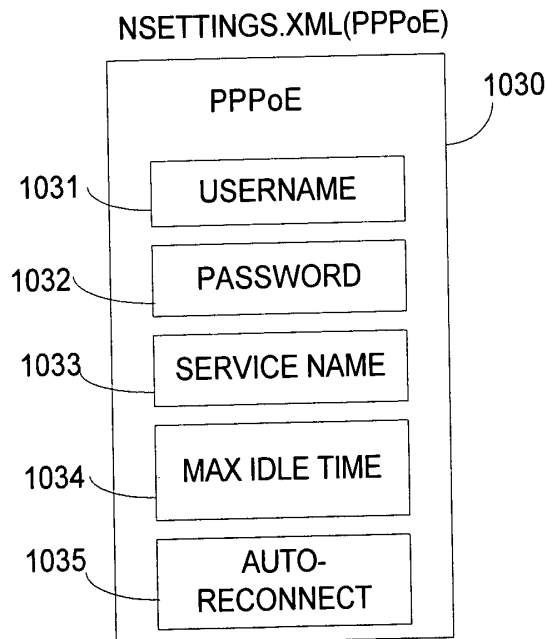 NSETTINGS.XML(PPPoE)
1030
PPPoE
1031
USERNAME
1032
PASSWORD
1033
SERVICE NAME
1034
MAX IDLE TIME
1035
AUTO-
RECONNECT